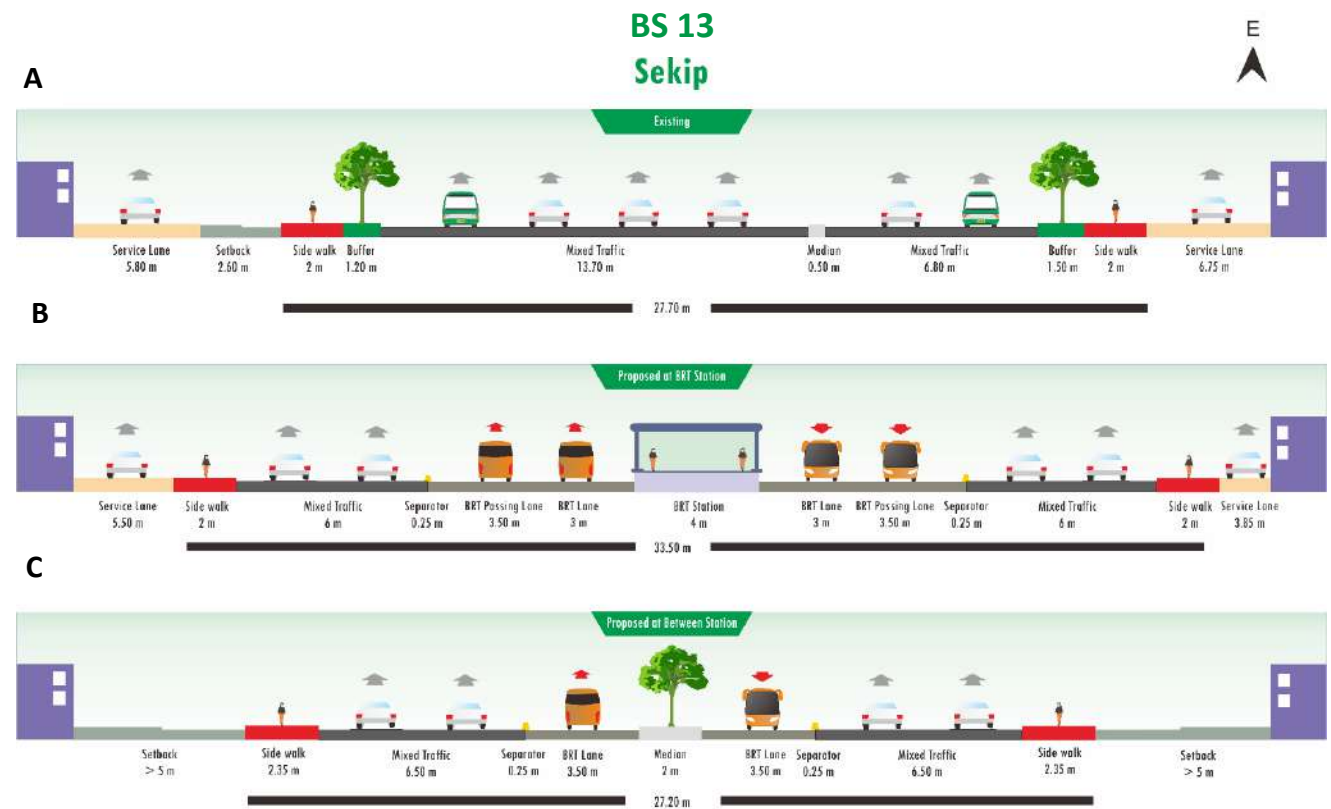 BS 13
Sekip
E
A
Existing
Service Lane
5.80 m
Setback
2.60 m
Side walk
2 m
Buffer
1.20 m
Mixed Traffic
13.70 m
Median
0.50 m
Mixed Traffic
6.80 m
Buffer
1.50 m
Side walk
2 m
Service Lane
6.75 m
27.70 m
B
Proposed at BRT Station
Service Lane
5.50 m
Side walk
2 m
Mixed Traffic
6 m
Separator
0.25 m
BRT Passing Lane
3.50 m
BRT Lane
3 m
BRT Station
4 m
BRT Lane
3 m
BRT Passing Lane
3.50 m
Separator
0.25 m
Mixed Traffic
6 m
Side walk
2 m
Service Lane
3.85 m
33.50 m
C
Proposed at Between Station
Setback
> 5 m
Side walk
2.35 m
Mixed Traffic
6.50 m
Separator
0.25 m
BRT Lane
3.50 m
Median
2 m
BRT Lane
3.50 m
Separator
0.25 m
Mixed Traffic
6.50 m
Side walk
2.35 m
Setback
> 5 m
27.20 m